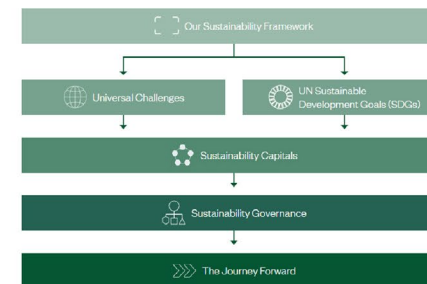 Our Sustainability Framework
Universal Challenges
UN Sustainable
Development Goals (SDGs)
Sustainability Capitals
Sustainability Governance
The Journey Forward